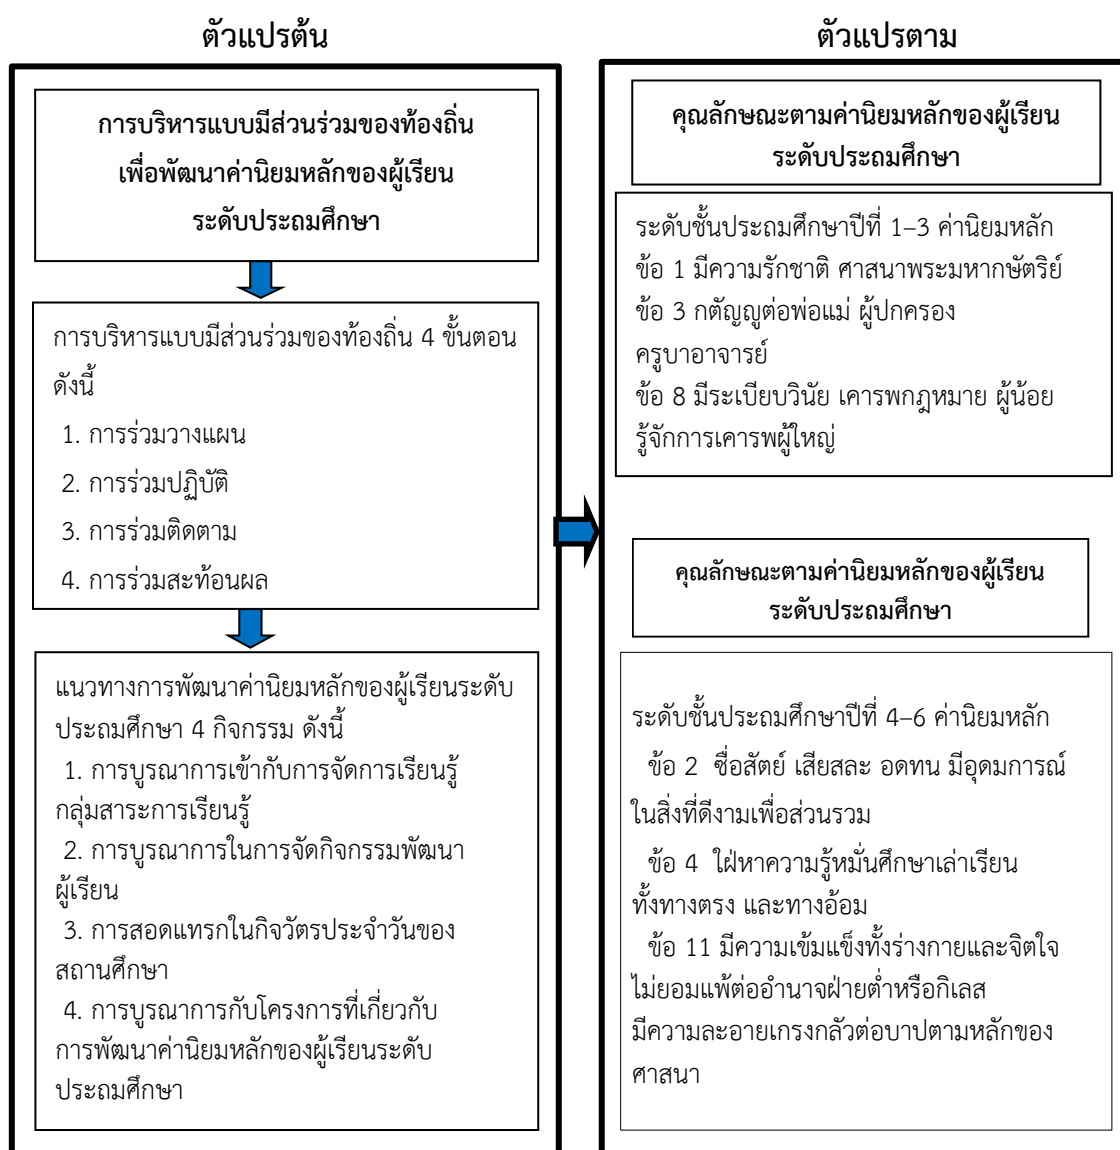 ตัวแปรต้น
การบริหารแบบมีส่วนร่วมของท้องถิ่น
เพื่อพัฒนาค่านิยมหลักของผู้เรียน
ระดับประถมศึกษา
การบริหารแบบมีส่วนร่วมของท้องถิ่น 4 ขั้นตอน
ดังนี้
1. การร่วมวางแผน
2. การร่วมปฏิบัติ
3. การร่วมติดตาม
4. การร่วมสะท้อนผล
แนวทางการพัฒนาค่านิยมหลักของผู้เรียนระดับ
ประถมศึกษา 4 กิจกรรม ดังนี้
1. การบูรณาการเข้ากับการจัดการเรียนรู้
กลุ่มสาระการเรียนรู้
2. การบูรณาการในการจัดกิจกรรมพัฒนา
ผู้เรียน
3. การสอดแทรกในกิจวัตรประจำวันของ
สถานศึกษา
4. การบูรณาการกับโครงการที่เกี่ยวกับ
การพัฒนาค่านิยมหลักของผู้เรียนระดับ
ประถมศึกษา
ตัวแปรตาม
คุณลักษณะตามค่านิยมหลักของผู้เรียน
ระดับประถมศึกษา
ระดับชั้นประถมศึกษาปีที่ 1–3 ค่านิยมหลัก
ข้อ 1 มีความรักชาติ ศาสนาพระมหากษัตริย์
ข้อ 3 กตัญญูต่อพ่อแม่ ผู้ปกครอง
ครูบาอาจารย์
ข้อ 8 มีระเบียบวินัย เคารพกฎหมาย ผู้น้อย
รู้จักการเคารพผู้ใหญ่
คุณลักษณะตามค่านิยมหลักของผู้เรียน
ระดับประถมศึกษา
ระดับชั้นประถมศึกษาปีที่ 4–6 ค่านิยมหลัก
ข้อ 2 ซื่อสัตย์ เสียสละ อดทน มีอุดมการณ์
ในสิ่งที่ดีงามเพื่อส่วนรวม
ข้อ 4 ใฝ่หาความรู้หมั่นศึกษาเล่าเรียน
ทั้งทางตรง และทางอ้อม
ข้อ 11 มีความเข้มแข็งทั้งร่างกายและจิตใจ
ไม่ยอมแพ้ต่ออำนาจฝ่ายต่ำหรือกิเลส
มีความละอายเกรงกลัวต่อบาปตามหลักของ
ศาสนา